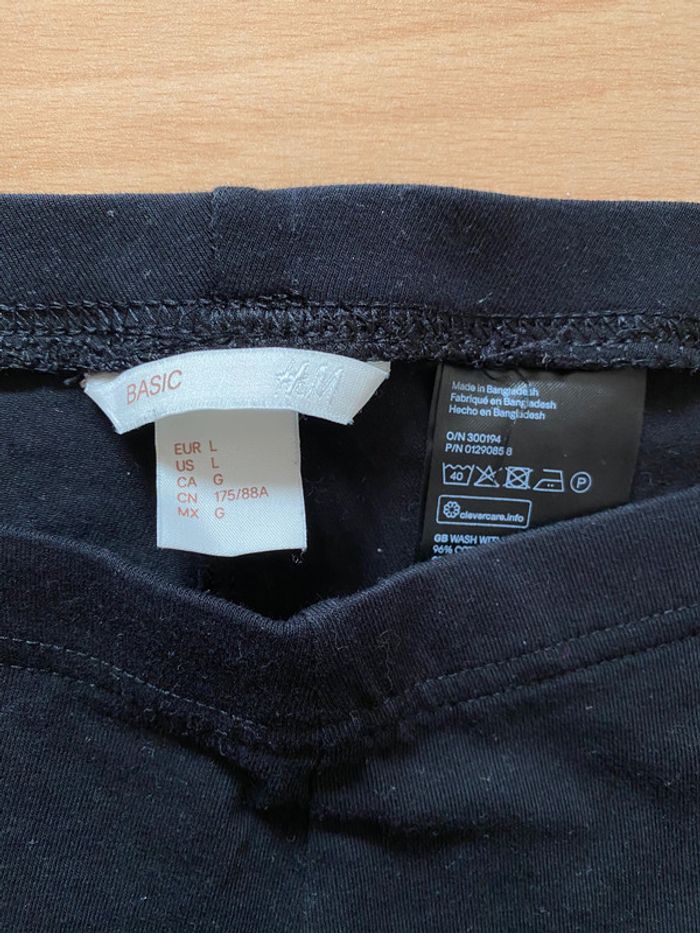 BASIC H&M
EUR L
US L
CA G
CN 175/88A
MX G
Made in Bangladesh
Fabriqué en Bangladesh
Hecho en Bangladesh
O/N 300194
P/N 0129085 8
40 P
clevercare.info
GB WASH WITH
96%